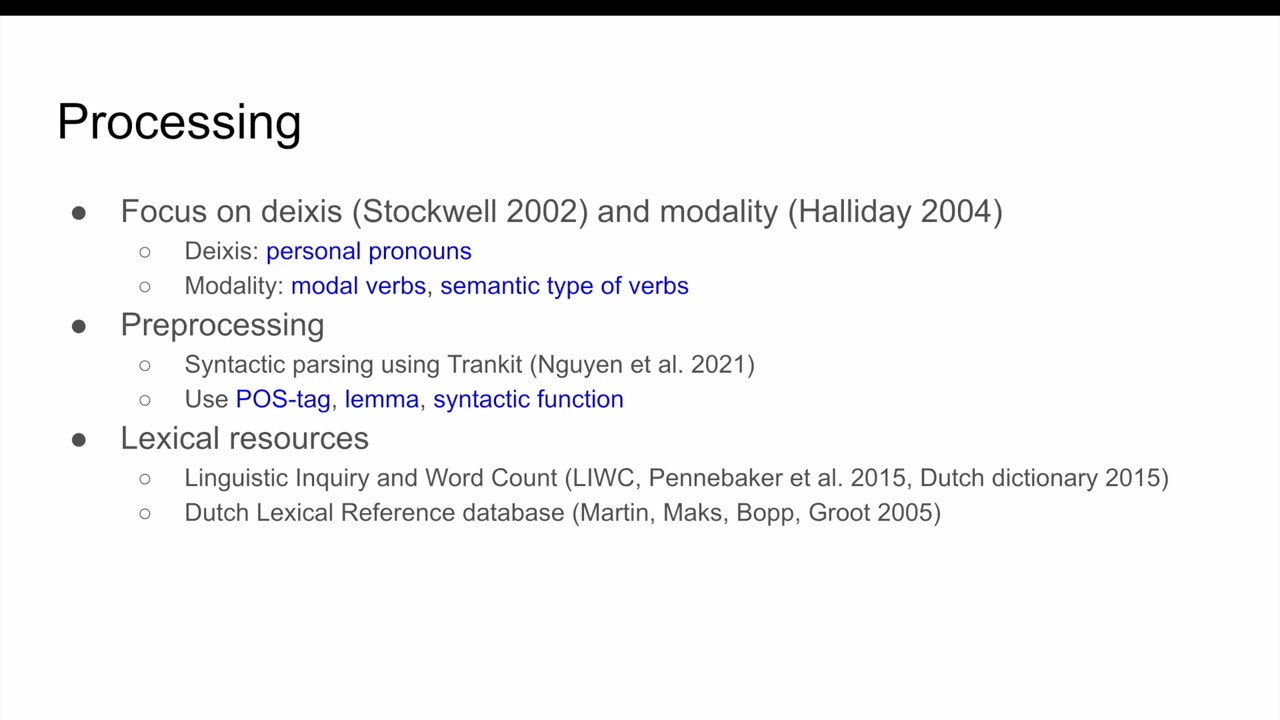 Processing
● Focus on deixis (Stockwell 2002) and modality (Halliday 2004)
○ Deixis: personal pronouns
○ Modality: modal verbs, semantic type of verbs
● Preprocessing
○ Syntactic parsing using Trankit (Nguyen et al. 2021)
○ Use POS-tag, lemma, syntactic function
● Lexical resources
○ Linguistic Inquiry and Word Count (LIWC, Pennebaker et al. 2015, Dutch dictionary 2015)
○ Dutch Lexical Reference database (Martin, Maks, Bopp, Groot 2005)